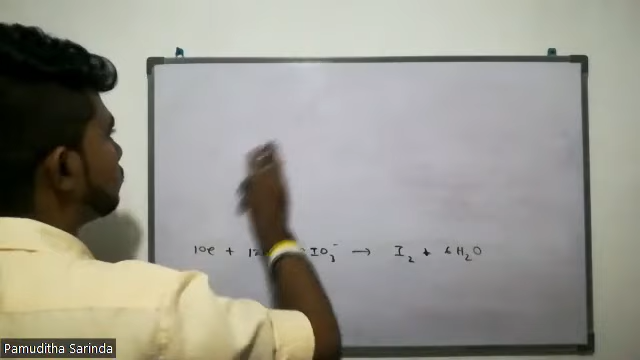 10e + 12 IO₃⁻ → I₂ + 6H₂O
Pamuditha Sarinda